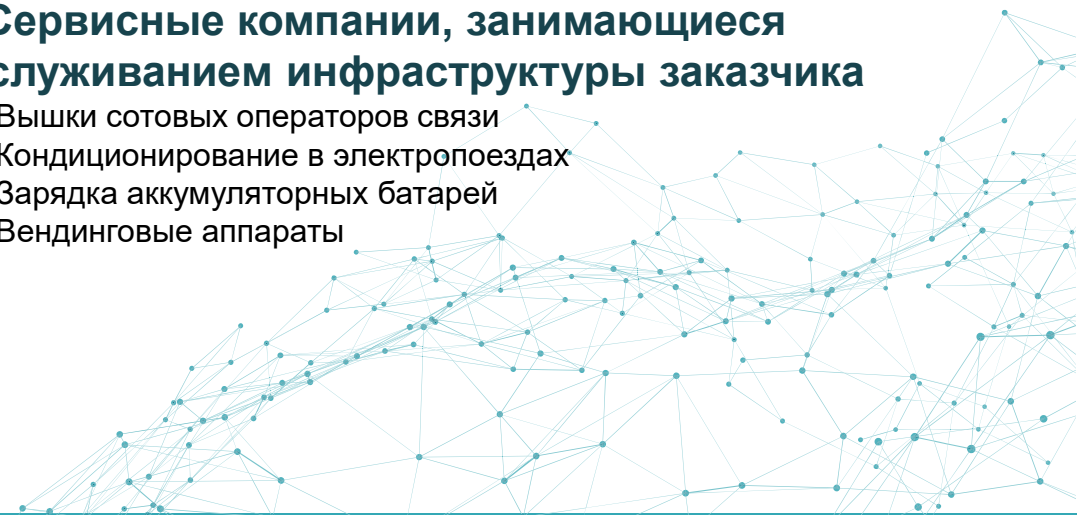 Сервисные компании, занимающиеся
служиванием инфраструктуры заказчика
Вышки сотовых операторов связи
Кондиционирование в электропоездах
Зарядка аккумуляторных батарей
Вендинговые аппараты